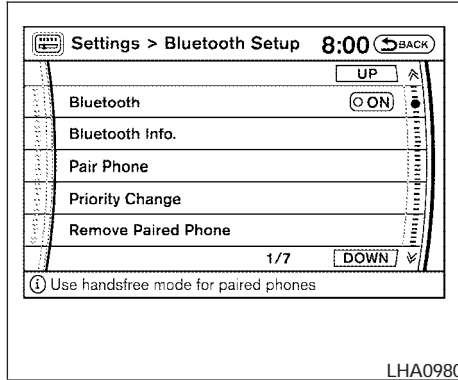 Settings > Bluetooth Setup 8:00 BACK
UP
Bluetooth ON
Bluetooth Info.
Pair Phone
Priority Change
Remove Paired Phone
1/7 DOWN
i Use handsfree mode for paired phones
LHA0980